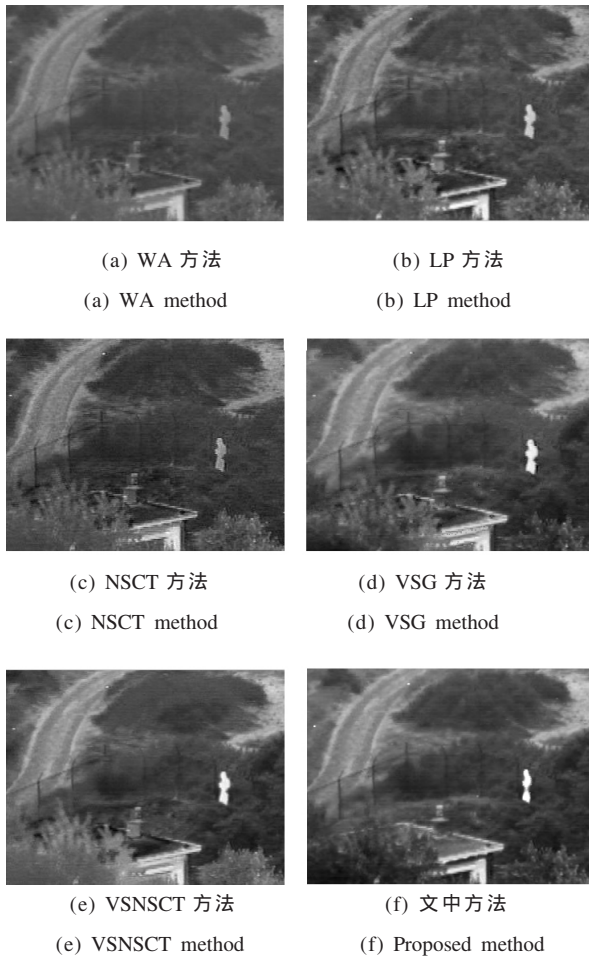 (a) WA 方法
(b) LP 方法
(a) WA method
(b) LP method
(c) NSCT 方法
(d) VSG 方法
(c) NSCT method
(d) VSG method
(e) VSNSCT 方法
(f) 文中方法
(e) VSNSCT method
(f) Proposed method